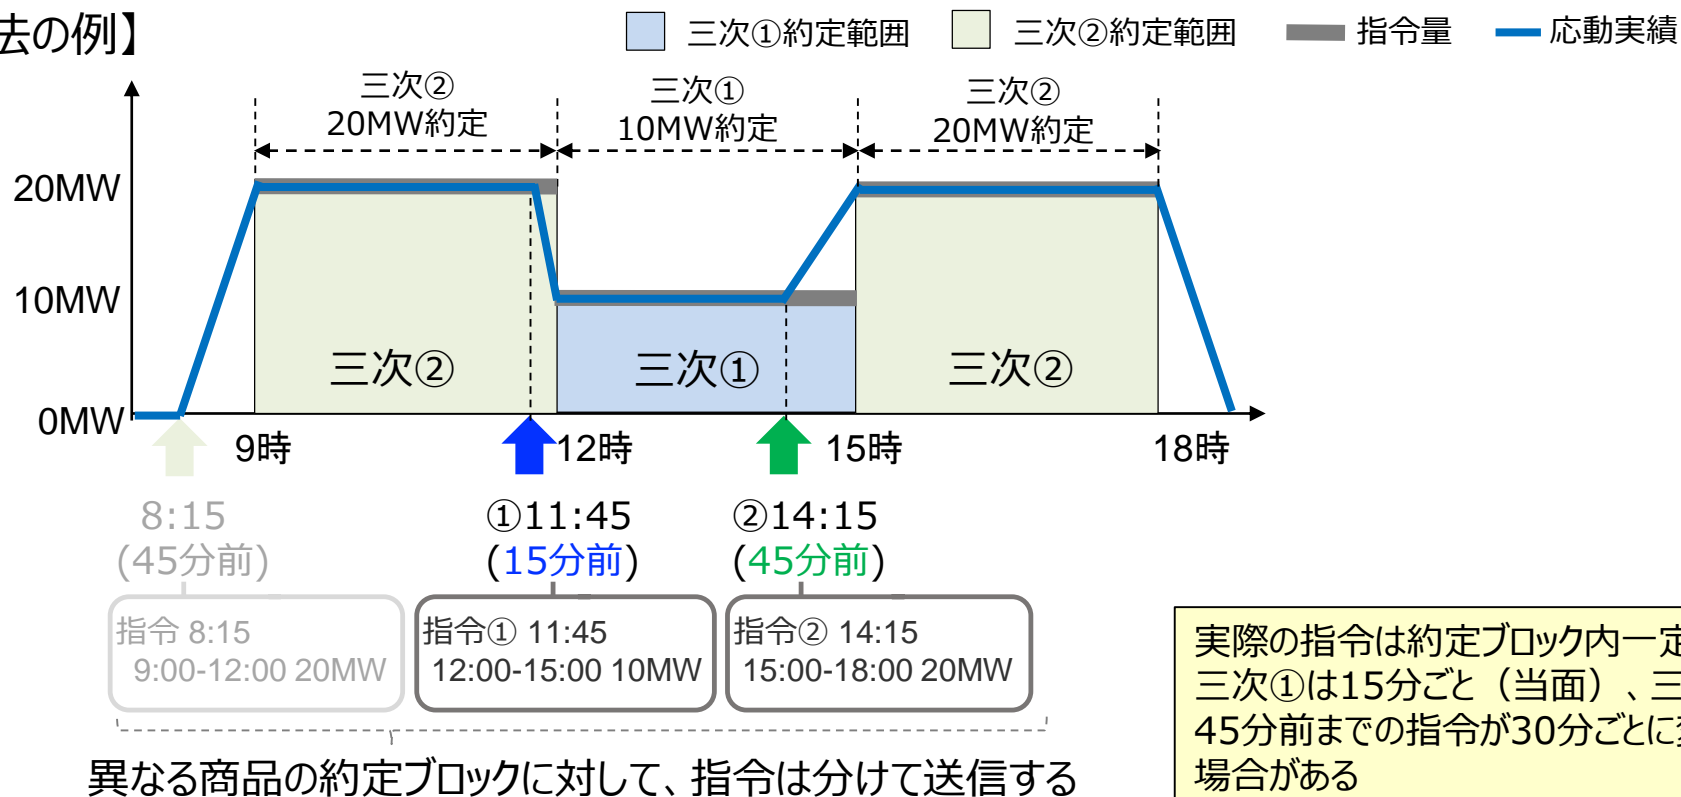 去の例】
三次①約定範囲
三次②約定範囲
指令量
応動実績
三次②
20MW約定
三次①
10MW約定
三次②
20MW約定
20MW
10MW
0MW
三次②
三次①
三次②
9時
12時
15時
18時
8:15
(45分前)
①11:45
(15分前)
②14:15
(45分前)
指令 8:15
9:00-12:00 20MW
指令① 11:45
12:00-15:00 10MW
指令② 14:15
15:00-18:00 20MW
異なる商品の約定ブロックに対して、指令は分けて送信する
実際の指令は約定ブロック内一定
三次①は15分ごと（当面）、三
45分前までの指令が30分ごとに
場合がある